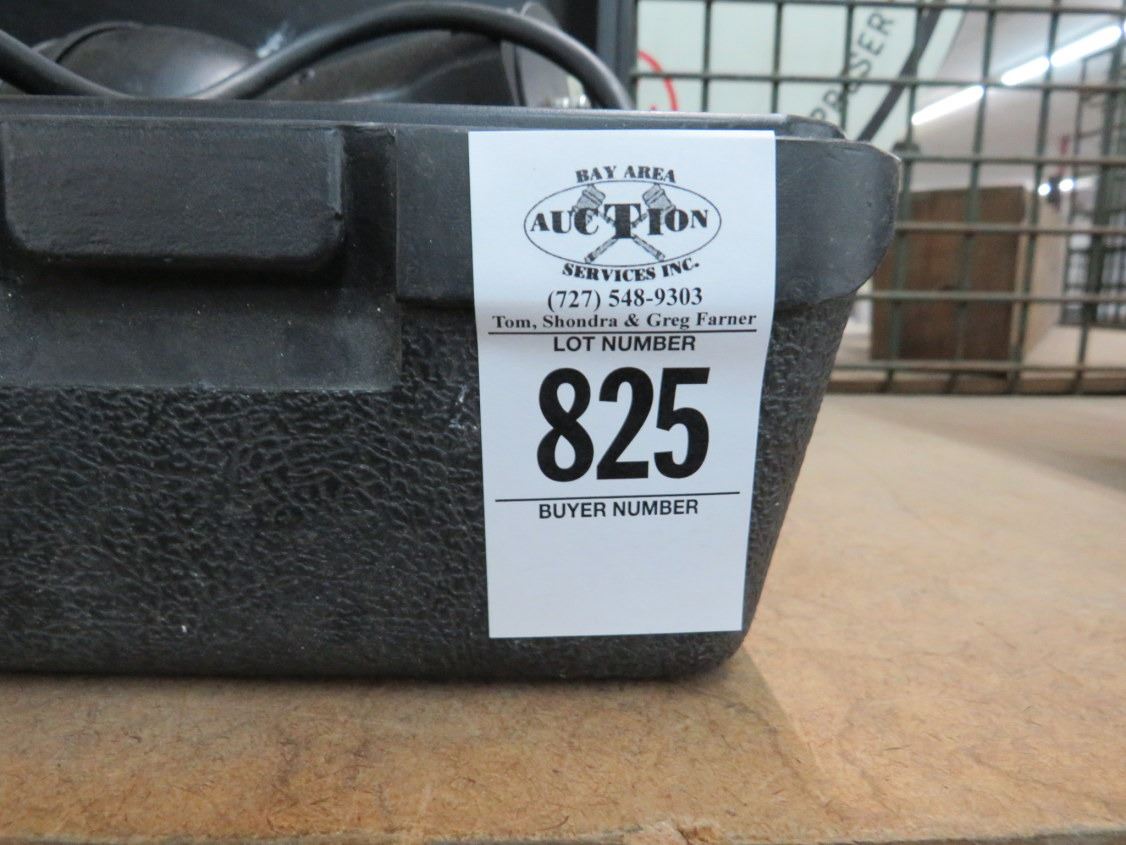 BAY AREA
AUCTION
SERVICES INC.
(727) 548-9303
Tom, Shondra & Greg Farner
LOT NUMBER
825
BUYER NUMBER